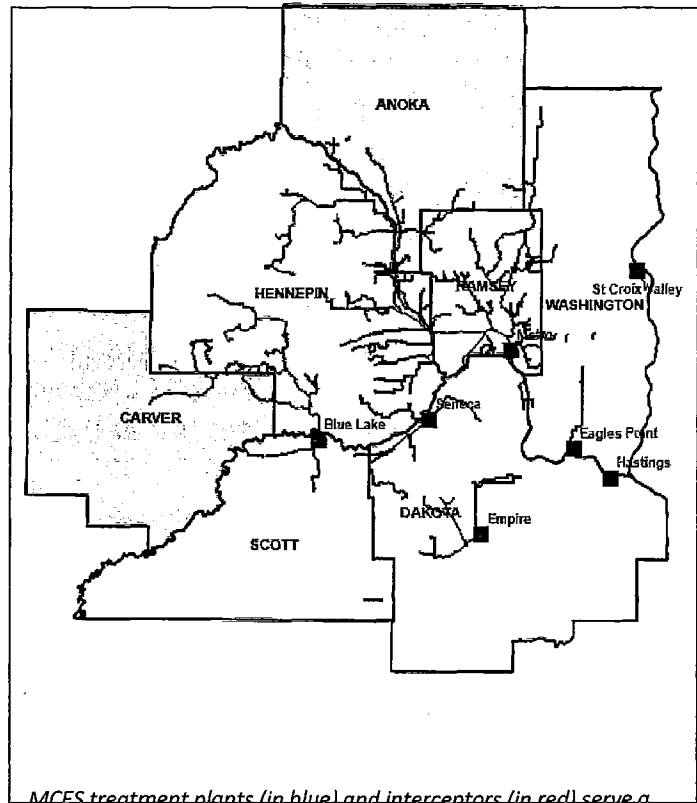 ANOKA
HENNEPIN
RAMSEY
St Croix Valley
WASHINGTON
CARVER
Seneca
Blue Lake
Eagles Point
Hastings
DAKOTA
Empire
SCOTT
MCES treatment plants (in blue) and interceptors (in red) serve a